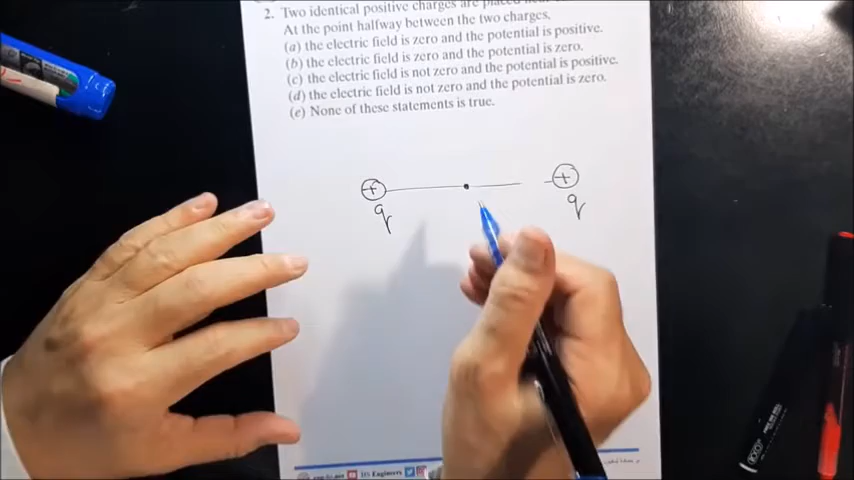 2. Two identical positive charges are placed near
At the point halfway between the two charges,
(a) the electric field is zero and the potential is positive.
(b) the electric field is zero and the potential is zero.
(c) the electric field is not zero and the potential is positive.
(d) the electric field is not zero and the potential is zero.
(e) None of these statements is true.
+ +
q q
Engineers